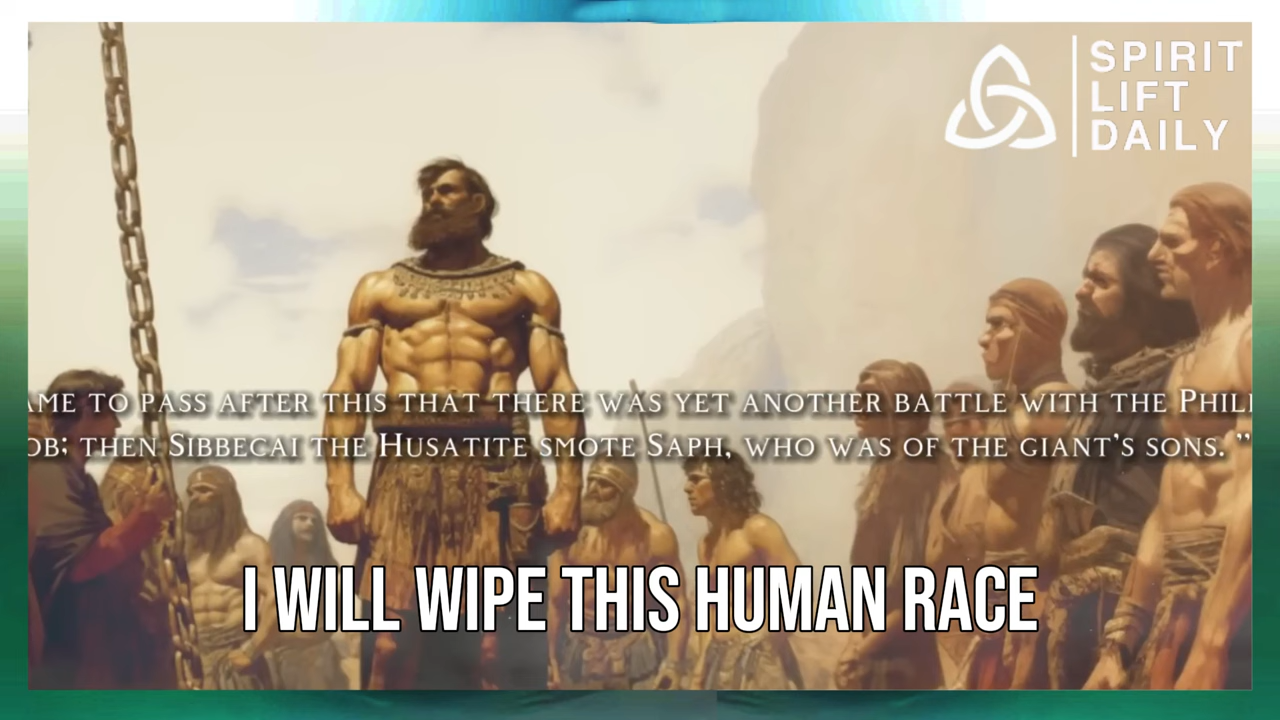 SPIRIT
LIFT
DAILY
AME TO PASS AFTER THIS THAT THERE WAS YET ANOTHER BATTLE WITH THE PHILI
OB; THEN SIBBECAI THE HUSATITE SMOTE SAPH, WHO WAS OF THE GIANT'S SONS."
I WILL WIPE THIS HUMAN RACE